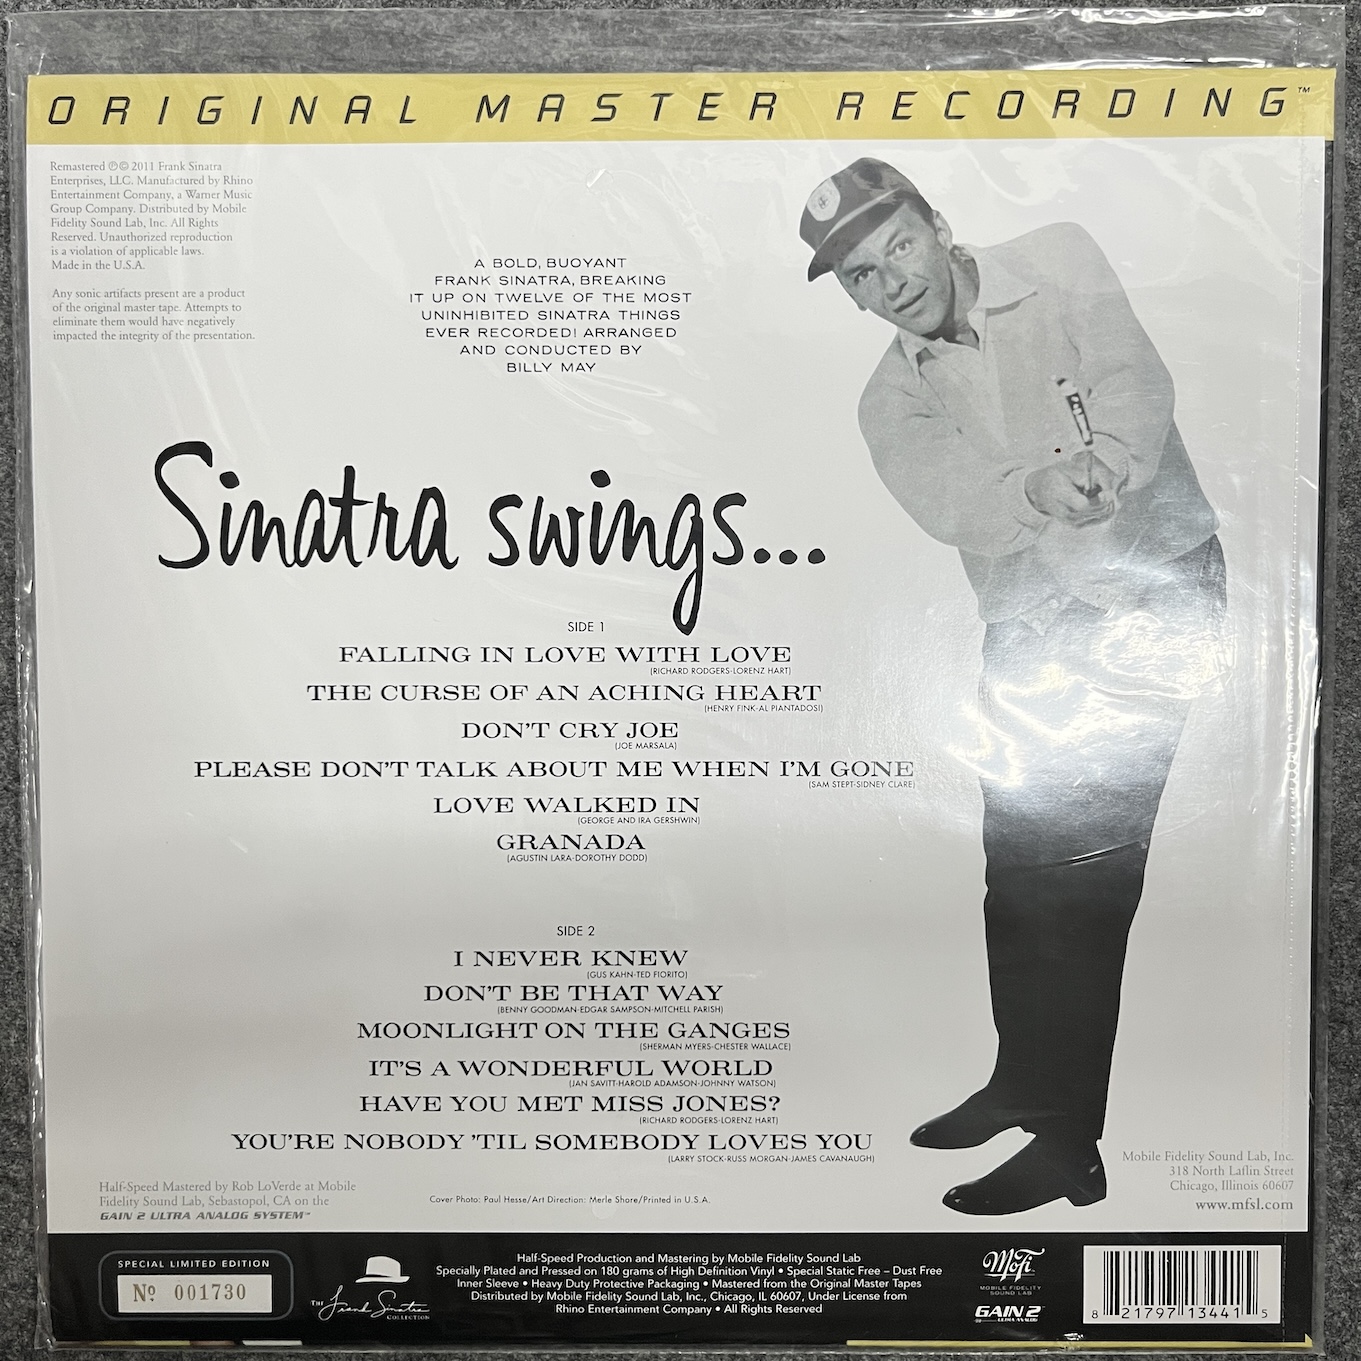 ORIGINAL MASTER RECORDING™
Remastered ℗© 2011 Frank Sinatra
Enterprises, LLC. Manufactured by Rhino
Entertainment Company, a Warner Music
Group Company. Distributed by Mobile
Fidelity Sound Lab, Inc. All Rights
Reserved. Unauthorized reproduction
is a violation of applicable laws.
Made in the U.S.A.
Any sonic artifacts present are a product
of the original master tape. Attempts to
eliminate them would have negatively
impacted the integrity of the presentation.
A BOLD, BUOYANT
FRANK SINATRA, BREAKING
IT UP ON TWELVE OF THE MOST
UNINHIBITED SINATRA THINGS
EVER RECORDED! ARRANGED
AND CONDUCTED BY
BILLY MAY
Sinatra swings...
SIDE 1
FALLING IN LOVE WITH LOVE
(RICHARD RODGERS-LORENZ HART)
THE CURSE OF AN ACHING HEART
(HENRY FINK-AL PIANTADOSI)
DON'T CRY JOE
(JOE MARSALA)
PLEASE DON'T TALK ABOUT ME WHEN I'M GONE
(SAM STEPT-SIDNEY CLARE)
LOVE WALKED IN
(GEORGE AND IRA GERSHWIN)
GRANADA
(AGUSTIN LARA-DOROTHY DODD)
SIDE 2
I NEVER KNEW
(GUS KAHN-TED FIORITO)
DON'T BE THAT WAY
(BENNY GOODMAN-EDGAR SAMPSON-MITCHELL PARISH)
MOONLIGHT ON THE GANGES
(SHERMAN MYERS-CHESTER WALLACE)
IT'S A WONDERFUL WORLD
(JAN SAVITT-HAROLD ADAMSON-JOHNNY WATSON)
HAVE YOU MET MISS JONES?
(RICHARD RODGERS-LORENZ HART)
YOU'RE NOBODY 'TIL SOMEBODY LOVES YOU
(LARRY STOCK-RUSS MORGAN-JAMES CAVANAUGH)
Half-Speed Mastered by Rob LoVerde at Mobile
Fidelity Sound Lab, Sebastopol, CA on the
GAIN 2 ULTRA ANALOG SYSTEM™
Cover Photo: Paul Hesse/Art Direction: Merle Shore/Printed in U.S.A.
Mobile Fidelity Sound Lab, Inc.
318 North Laflin Street
Chicago, Illinois 60607
www.mfsl.com
SPECIAL LIMITED EDITION
Nº 001730
THE Frank Sinatra
COLLECTION
Half-Speed Production and Mastering by Mobile Fidelity Sound Lab
Specially Plated and Pressed on 180 grams of High Definition Vinyl • Special Static Free – Dust Free
Inner Sleeve • Heavy Duty Protective Packaging • Mastered from the Original Master Tapes
Distributed by Mobile Fidelity Sound Lab, Inc., Chicago, IL 60607, Under License from
Rhino Entertainment Company • All Rights Reserved
MoFi
MOBILE FIDELITY
SOUND LAB
GAIN 2™
ULTRA ANALOG
8 21797 13441 5